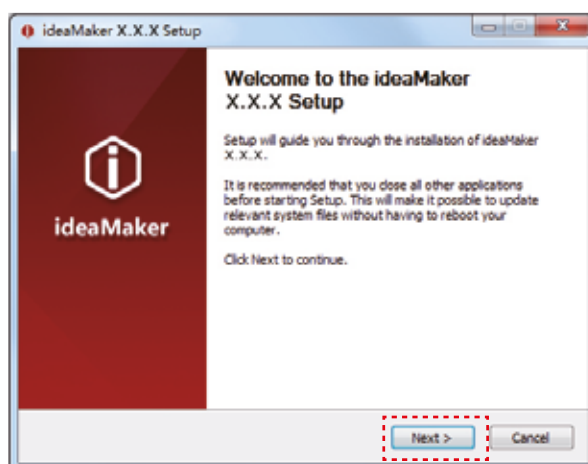 ideaMaker X.X.X Setup
Welcome to the ideaMaker
X.X.X Setup
Setup will guide you through the installation of ideaMaker
X.X.X.
It is recommended that you close all other applications
before starting Setup. This will make it possible to update
relevant system files without having to reboot your
computer.
Click Next to continue.
ideaMaker
Next >
Cancel